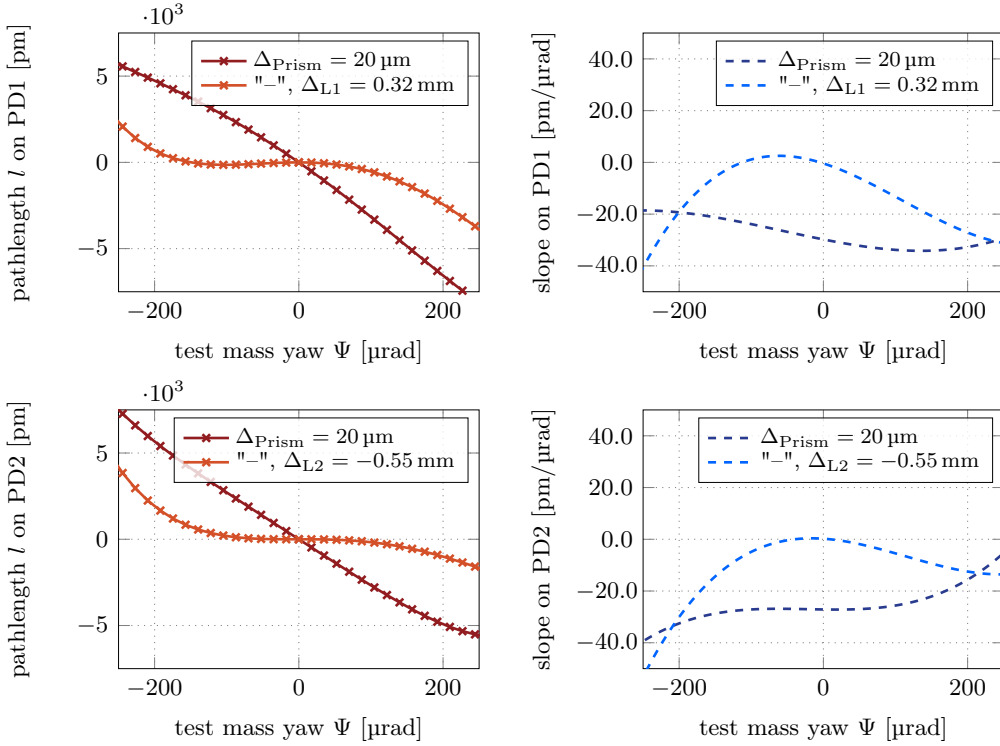 ·10³
pathlength l on PD1 [pm]
5
0
−5
Δ_Prism = 20 µm
"–", Δ_L1 = 0.32 mm
−200 0 200
test mass yaw Ψ [µrad]
slope on PD1 [pm/µrad]
40.0
20.0
0.0
−20.0
−40.0
Δ_Prism = 20 µm
"–", Δ_L1 = 0.32 mm
−200 0 200
test mass yaw Ψ [µrad]
·10³
pathlength l on PD2 [pm]
5
0
−5
Δ_Prism = 20 µm
"–", Δ_L2 = −0.55 mm
−200 0 200
test mass yaw Ψ [µrad]
slope on PD2 [pm/µrad]
40.0
20.0
0.0
−20.0
−40.0
Δ_Prism = 20 µm
"–", Δ_L2 = −0.55 mm
−200 0 200
test mass yaw Ψ [µrad]